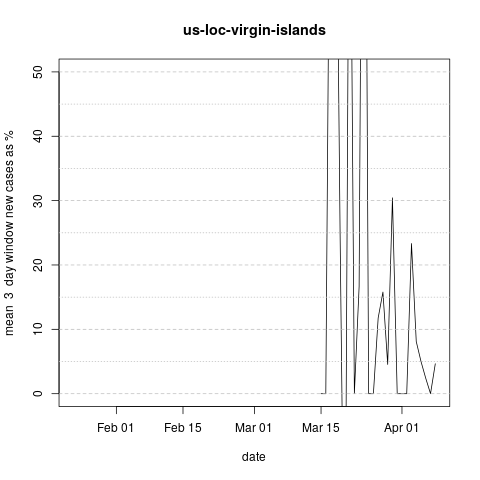 us-loc-virgin-islands
mean 3 day window new cases as %
50
40
30
20
10
0
Feb 01 Feb 15 Mar 01 Mar 15 Apr 01
date